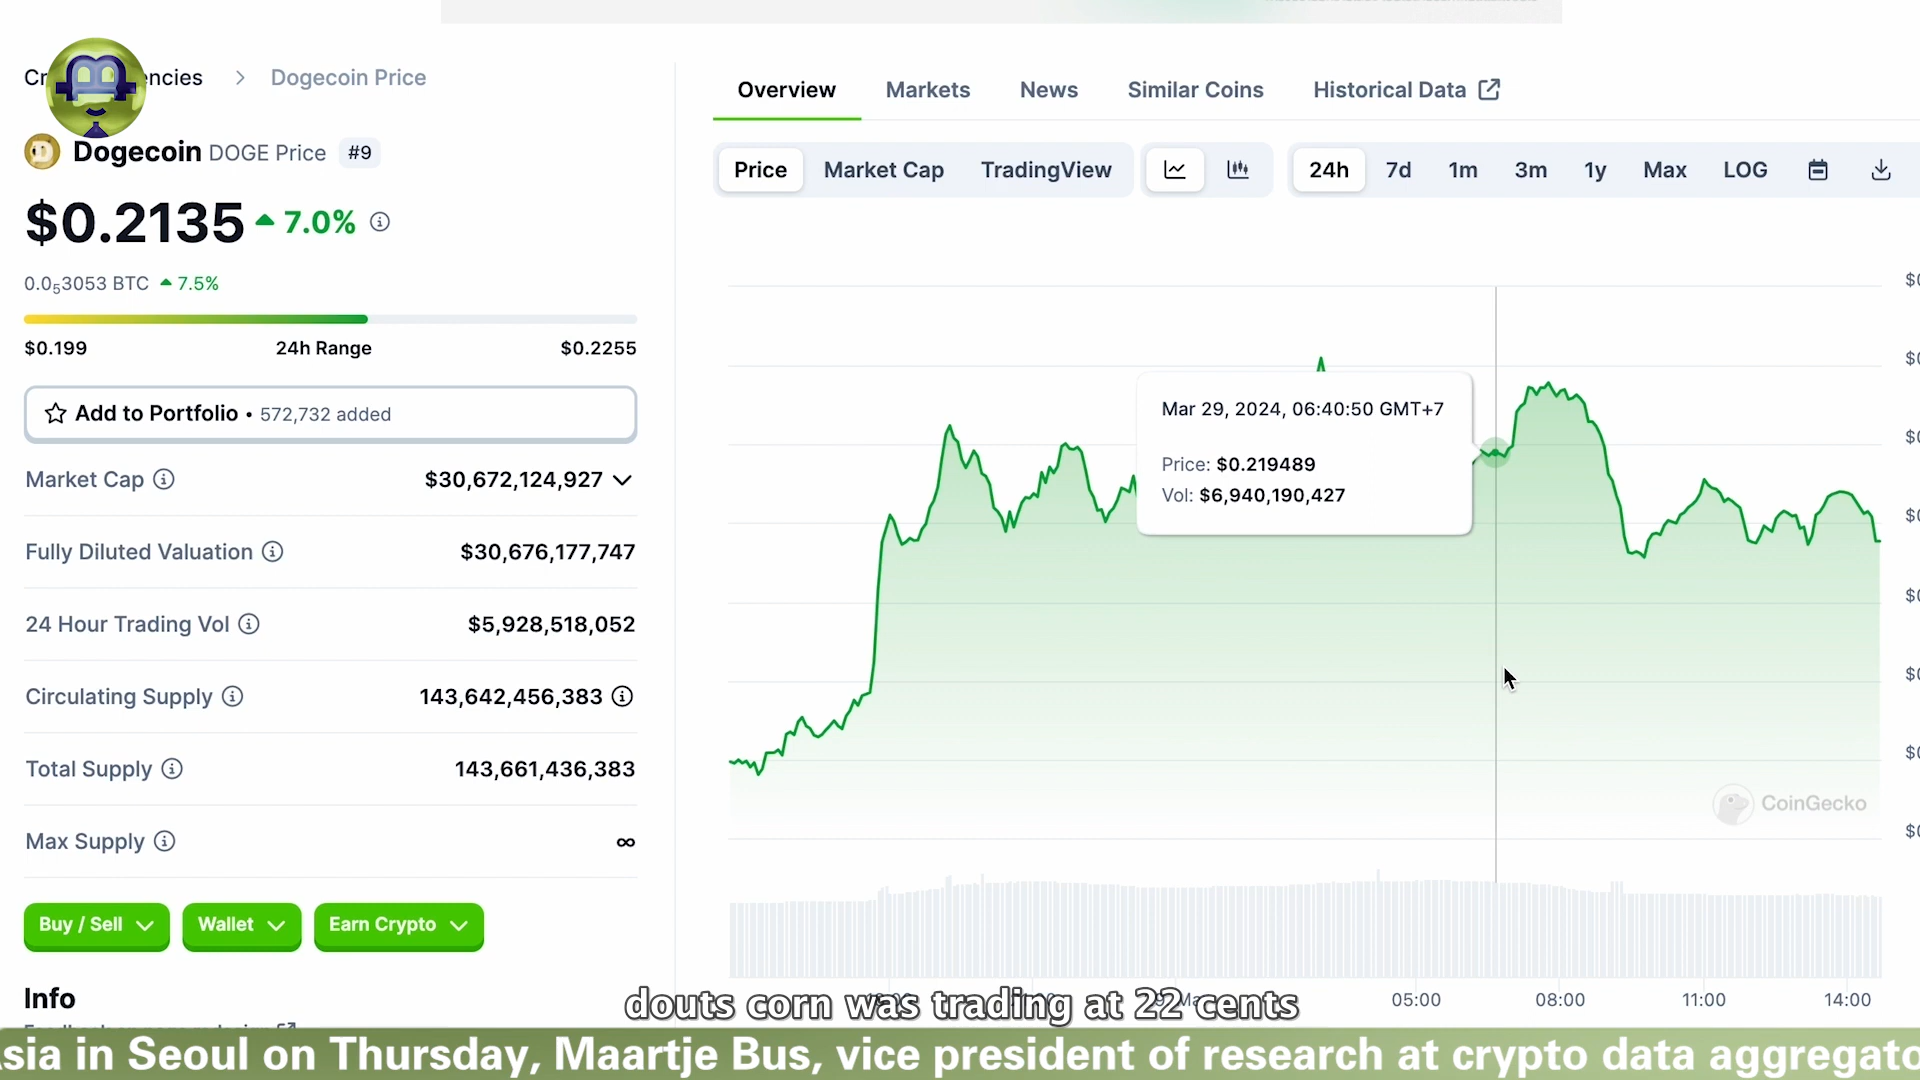 Dogecoin Price
Dogecoin DOGE Price #9
$0.2135 7.0%
0.0₅3053 BTC 7.5%
$0.199 24h Range $0.2255
Add to Portfolio • 572,732 added
Market Cap $30,672,124,927
Fully Diluted Valuation $30,676,177,747
24 Hour Trading Vol $5,928,518,052
Circulating Supply 143,642,456,383
Total Supply 143,661,436,383
Max Supply ∞
Buy / Sell Wallet Earn Crypto
Info
Overview Markets News Similar Coins Historical Data
Price Market Cap TradingView 24h 7d 1m 3m 1y Max LOG
Mar 29, 2024, 06:40:50 GMT+7
Price: $0.219489
Vol: $6,940,190,427
CoinGecko
05:00 08:00 11:00 14:00
douts corn was trading at 22 cents
in Seoul on Thursday, Maartje Bus, vice president of research at crypto data